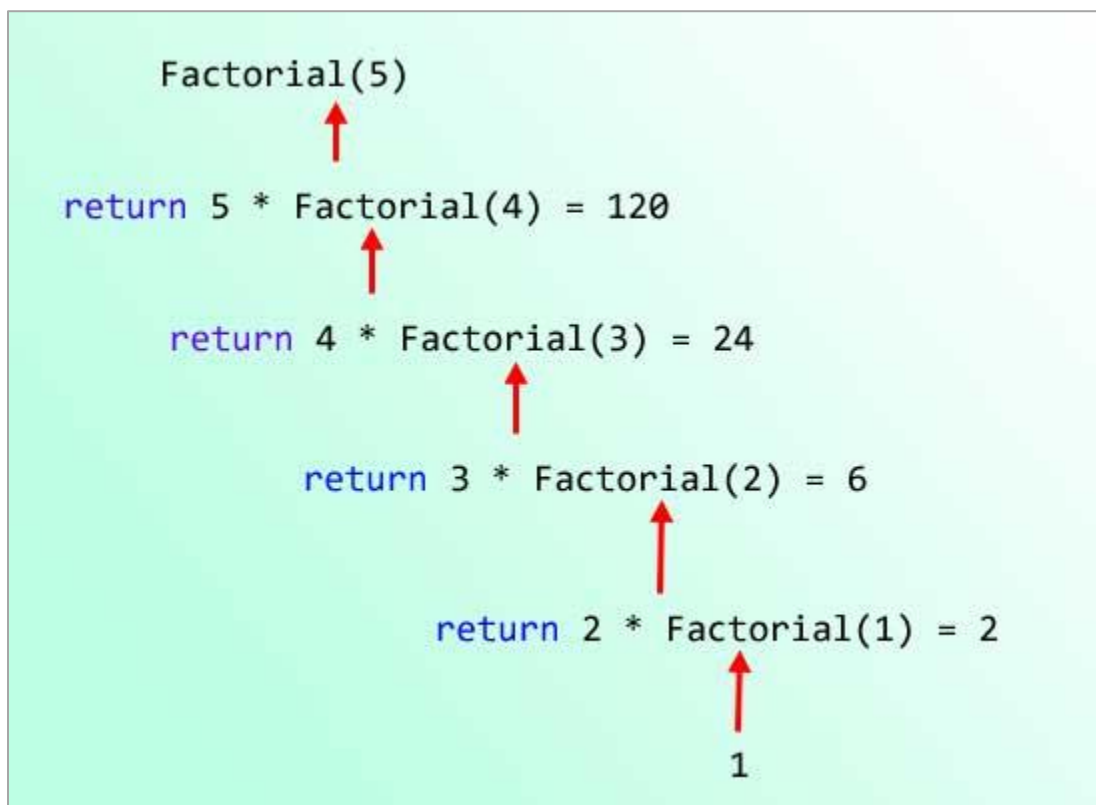 Factorial(5)
return 5 * Factorial(4) = 120
return 4 * Factorial(3) = 24
return 3 * Factorial(2) = 6
return 2 * Factorial(1) = 2
1